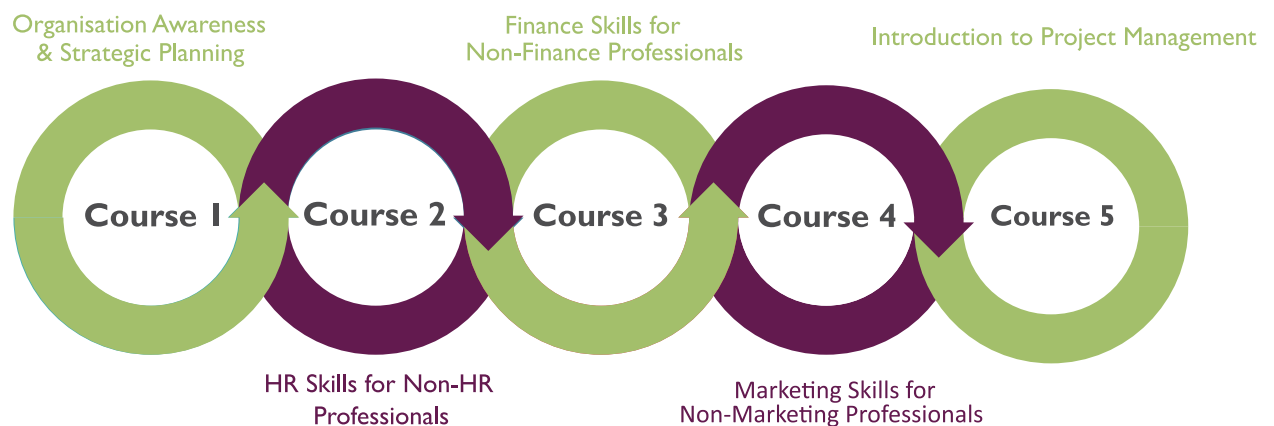 Organisation Awareness
& Strategic Planning
Finance Skills for
Non-Finance Professionals
Introduction to Project Management
Course 1
Course 2
Course 3
Course 4
Course 5
HR Skills for Non-HR
Professionals
Marketing Skills for
Non-Marketing Professionals